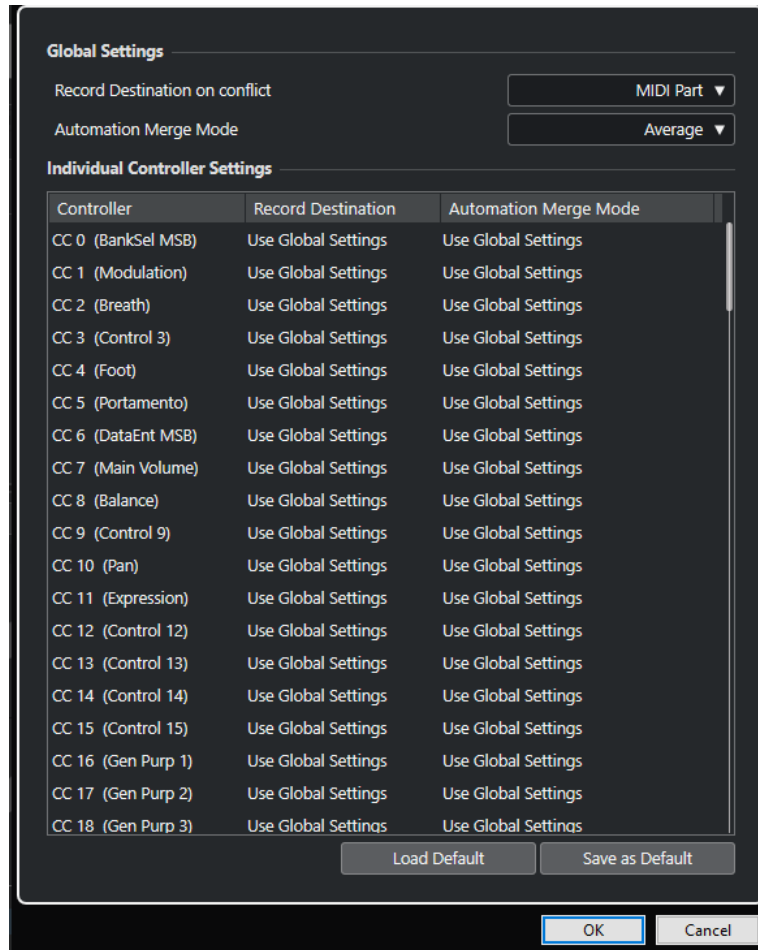 Global Settings
Record Destination on conflict MIDI Part
Automation Merge Mode Average
Individual Controller Settings
Controller Record Destination Automation Merge Mode
CC 0 (BankSel MSB) Use Global Settings Use Global Settings
CC 1 (Modulation) Use Global Settings Use Global Settings
CC 2 (Breath) Use Global Settings Use Global Settings
CC 3 (Control 3) Use Global Settings Use Global Settings
CC 4 (Foot) Use Global Settings Use Global Settings
CC 5 (Portamento) Use Global Settings Use Global Settings
CC 6 (DataEnt MSB) Use Global Settings Use Global Settings
CC 7 (Main Volume) Use Global Settings Use Global Settings
CC 8 (Balance) Use Global Settings Use Global Settings
CC 9 (Control 9) Use Global Settings Use Global Settings
CC 10 (Pan) Use Global Settings Use Global Settings
CC 11 (Expression) Use Global Settings Use Global Settings
CC 12 (Control 12) Use Global Settings Use Global Settings
CC 13 (Control 13) Use Global Settings Use Global Settings
CC 14 (Control 14) Use Global Settings Use Global Settings
CC 15 (Control 15) Use Global Settings Use Global Settings
CC 16 (Gen Purp 1) Use Global Settings Use Global Settings
CC 17 (Gen Purp 2) Use Global Settings Use Global Settings
CC 18 (Gen Purp 3) Use Global Settings Use Global Settings
Load Default Save as Default
OK Cancel